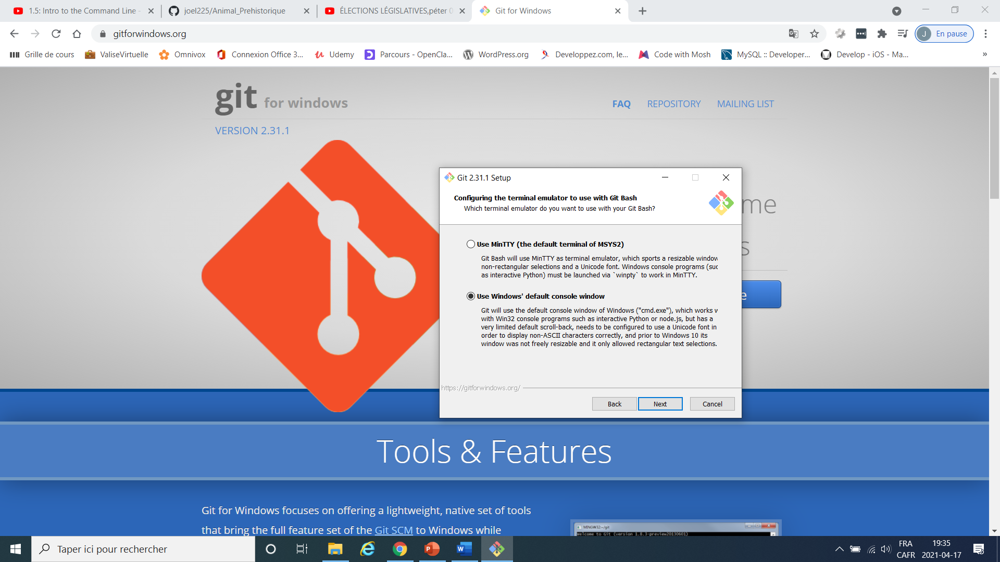 1.5: Intro to the Command Line -
joel225/Animal_Prehistorique
ÉLECTIONS LÉGISLATIVES,péter
Git for Windows
gitforwindows.org
J En pause
Grille de cours
ValiseVirtuelle
Omnivox
Connexion Office 3...
Udemy
Parcours - OpenCla...
WordPress.org
Developpez.com, le...
Code with Mosh
MySQL :: Developer...
Develop - iOS - Ma...
»
git for windows
FAQ
REPOSITORY
MAILING LIST
VERSION 2.31.1
me
s
e
Git 2.31.1 Setup
Configuring the terminal emulator to use with Git Bash
Which terminal emulator do you want to use with your Git Bash?
Use MinTTY (the default terminal of MSYS2)
Git Bash will use MinTTY as terminal emulator, which sports a resizable window
non-rectangular selections and a Unicode font. Windows console programs (suc
as interactive Python) must be launched via `winpty` to work in MinTTY.
Use Windows' default console window
Git will use the default console window of Windows ("cmd.exe"), which works w
with Win32 console programs such as interactive Python or node.js, but has a
very limited default scroll-back, needs to be configured to use a Unicode font in
order to display non-ASCII characters correctly, and prior to Windows 10 its
window was not freely resizable and it only allowed rectangular text selections.
https://gitforwindows.org/
Back
Next
Cancel
Tools & Features
Git for Windows focuses on offering a lightweight, native set of tools
that bring the full feature set of the Git SCM to Windows while
MINGW32:~/git
Welcome to Git (version 1.8.3-preview20130601)
Taper ici pour rechercher
FRA
CAFR
19:35
2021-04-17